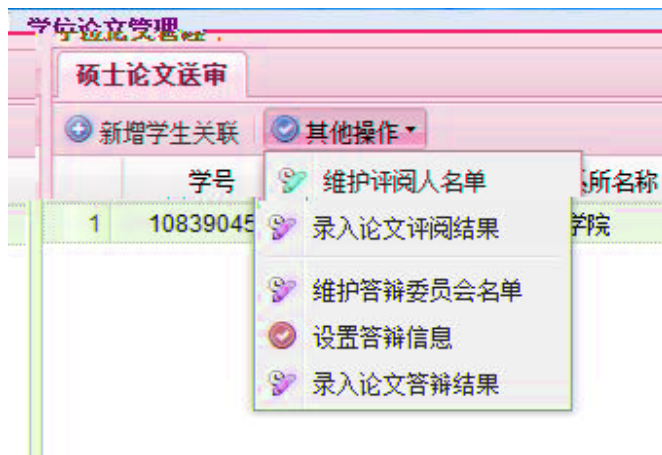 学位论文管理
硕士论文送审
新增学生关联 其他操作
学号 所名称
1 10839045 学院
维护评阅人名单
录入论文评阅结果
维护答辩委员会名单
设置答辩信息
录入论文答辩结果